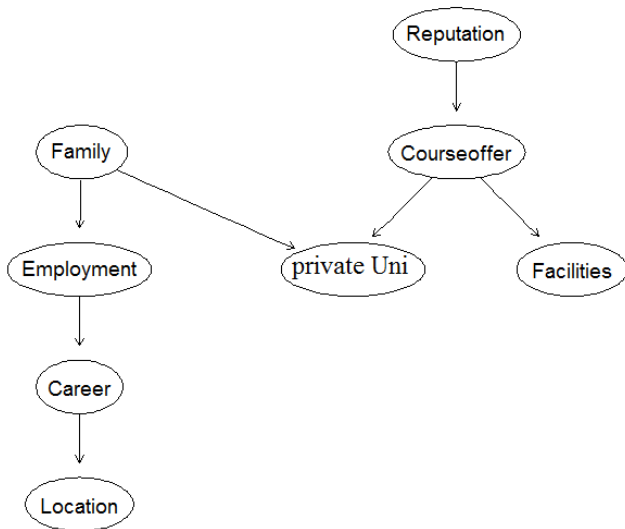 Reputation
Family
Courseoffer
Employment
private Uni
Facilities
Career
Location